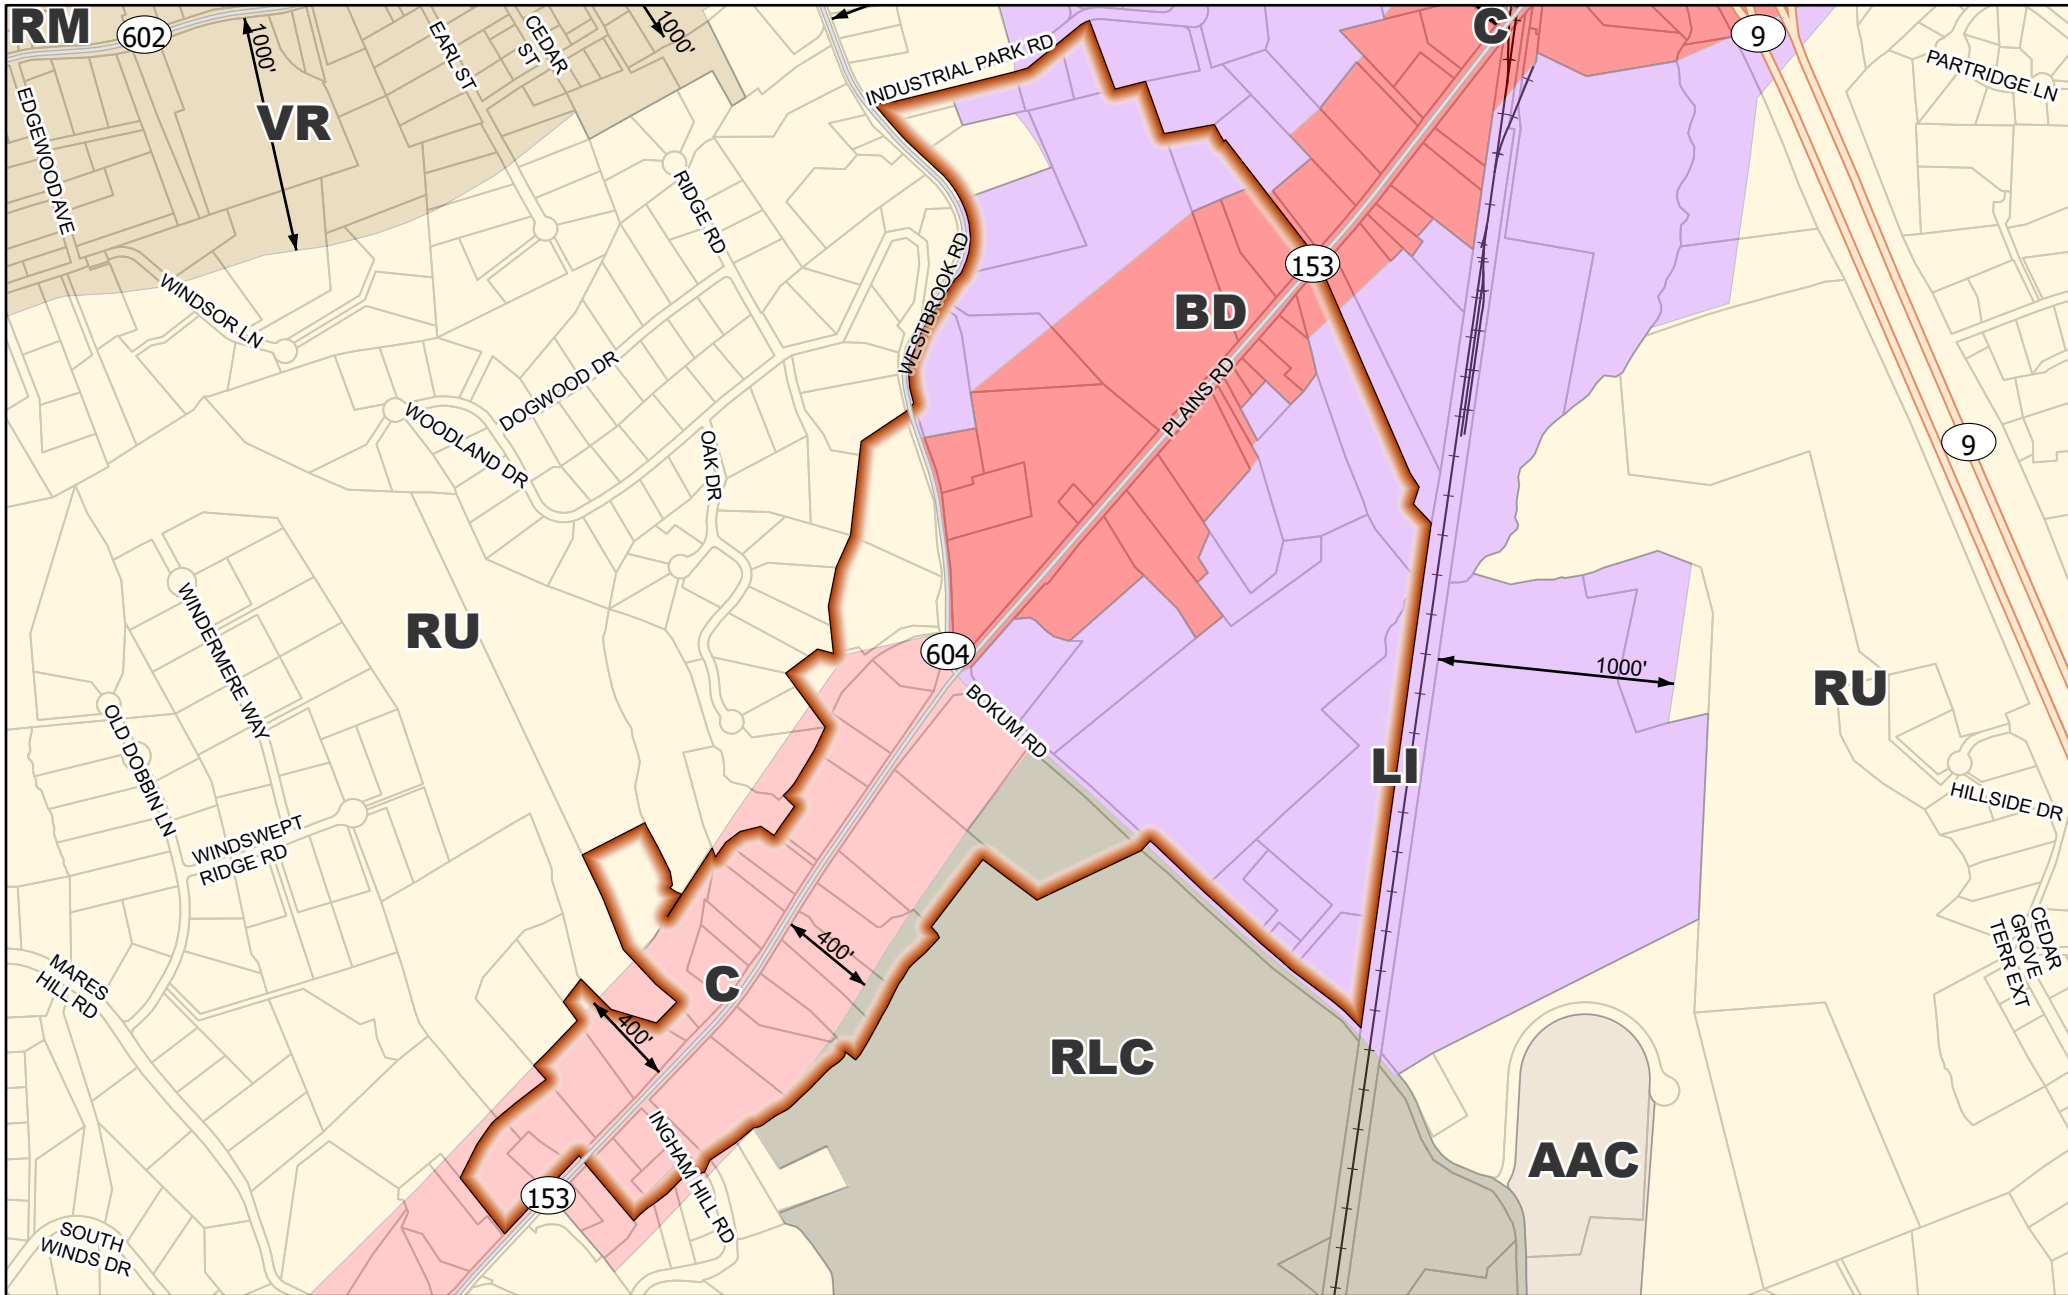 RM
602
1000'
EARL ST
CEDAR
ST
1000'
C
9
PARTRIDGE LN
INDUSTRIAL PARK RD
VR
EDGEWOOD AVE
RIDGE RD
WINDSOR LN
WESTBROOK RD
153
BD
DOGWOOD DR
WOODLAND DR
OAK DR
PLAINS RD
9
RU
WINDERMERE WAY
604
BOKUM RD
1000'
RU
OLD DOBBIN LN
LI
HILLSIDE DR
WINDSWEPT
RIDGE RD
MARES
HILL RD
C
400'
400'
CEDAR
GROVE
TERR EXT
RLC
AAC
INGHAM HILL RD
153
SOUTH
WINDS DR